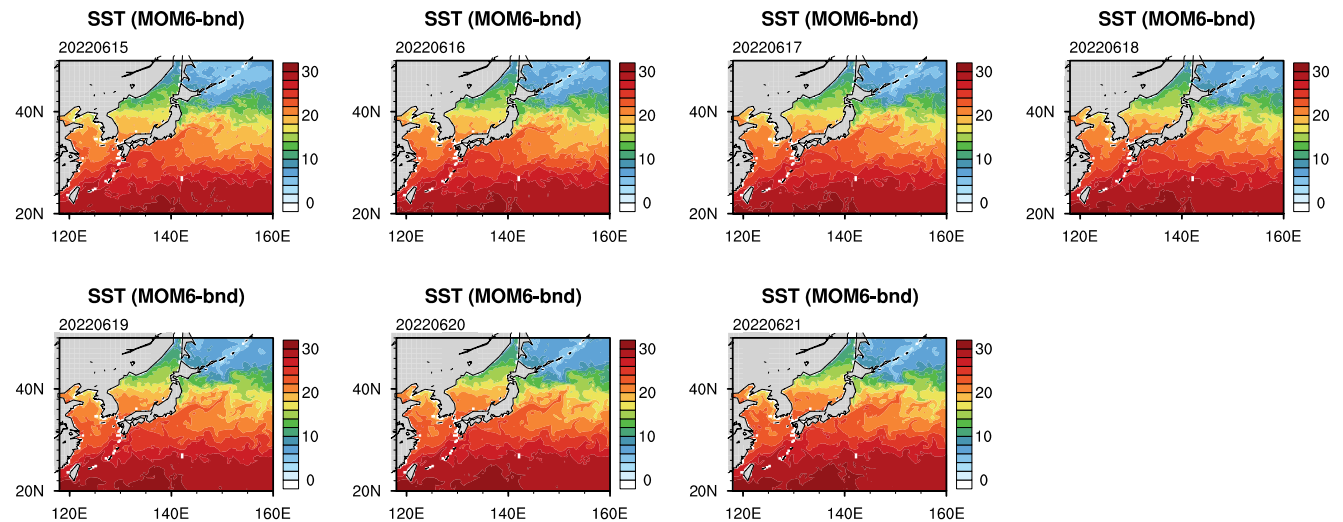 SST (MOM6-bnd)
20220615
30
20
10
0
40N
20N
120E 140E 160E
SST (MOM6-bnd)
20220616
30
20
10
0
40N
20N
120E 140E 160E
SST (MOM6-bnd)
20220617
30
20
10
0
40N
20N
120E 140E 160E
SST (MOM6-bnd)
20220618
30
20
10
0
40N
20N
120E 140E 160E
SST (MOM6-bnd)
20220619
30
20
10
0
40N
20N
120E 140E 160E
SST (MOM6-bnd)
20220620
30
20
10
0
40N
20N
120E 140E 160E
SST (MOM6-bnd)
20220621
30
20
10
0
40N
20N
120E 140E 160E